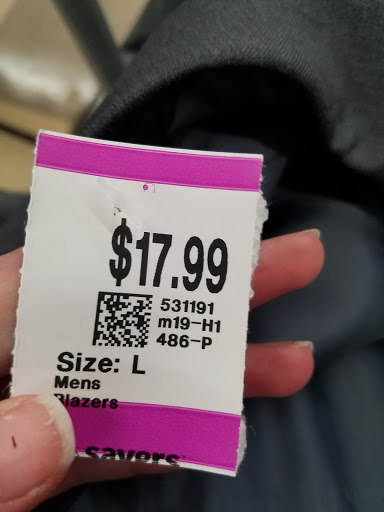 $17.99
531191
m19-H1
486-P
Size: L
Mens
Blazers
savers